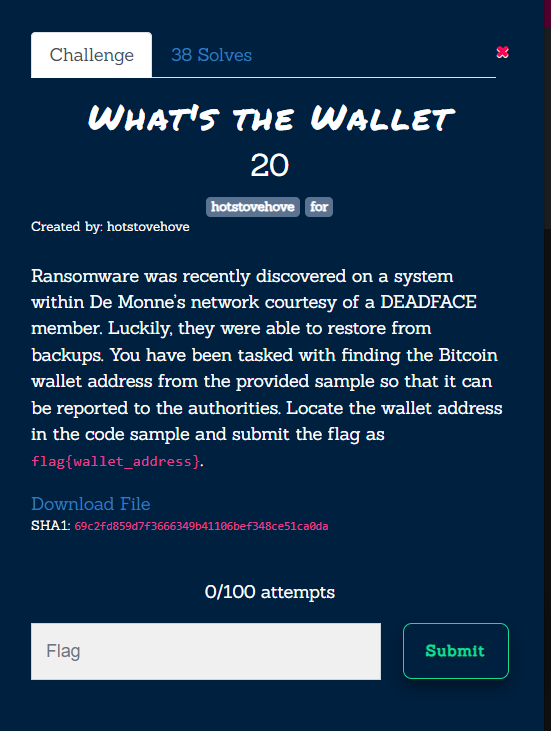 Challenge
38 Solves
What's the Wallet
20
hotstovehove for
Created by: hotstovehove
Ransomware was recently discovered on a system
within De Monne’s network courtesy of a DEADFACE
member. Luckily, they were able to restore from
backups. You have been tasked with finding the Bitcoin
wallet address from the provided sample so that it can
be reported to the authorities. Locate the wallet address
in the code sample and submit the flag as
flag{wallet_address}.
Download File
SHA1: 69c2fd859d7f3666349b41106bef348ce51ca0da
0/100 attempts
Flag
Submit